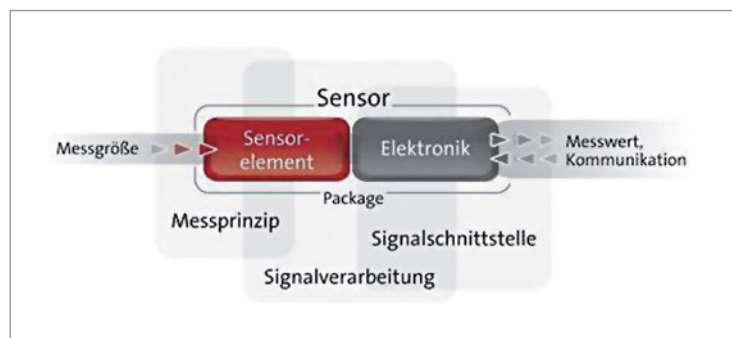 Sensor
Messgröße
Sensor-
element
Elektronik
Messwert,
Kommunikation
Package
Messprinzip
Signalschnittstelle
Signalverarbeitung